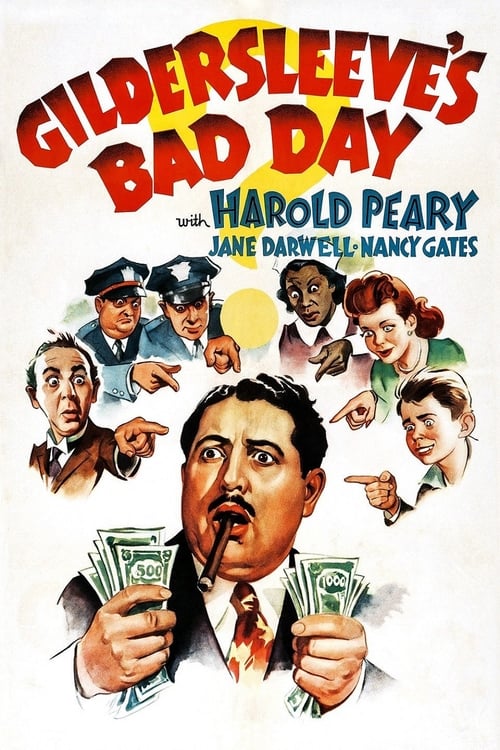 GILDERSLEEVE'S
BAD DAY
with HAROLD PEARY
JANE DARWELL • NANCY GATES
500
1000